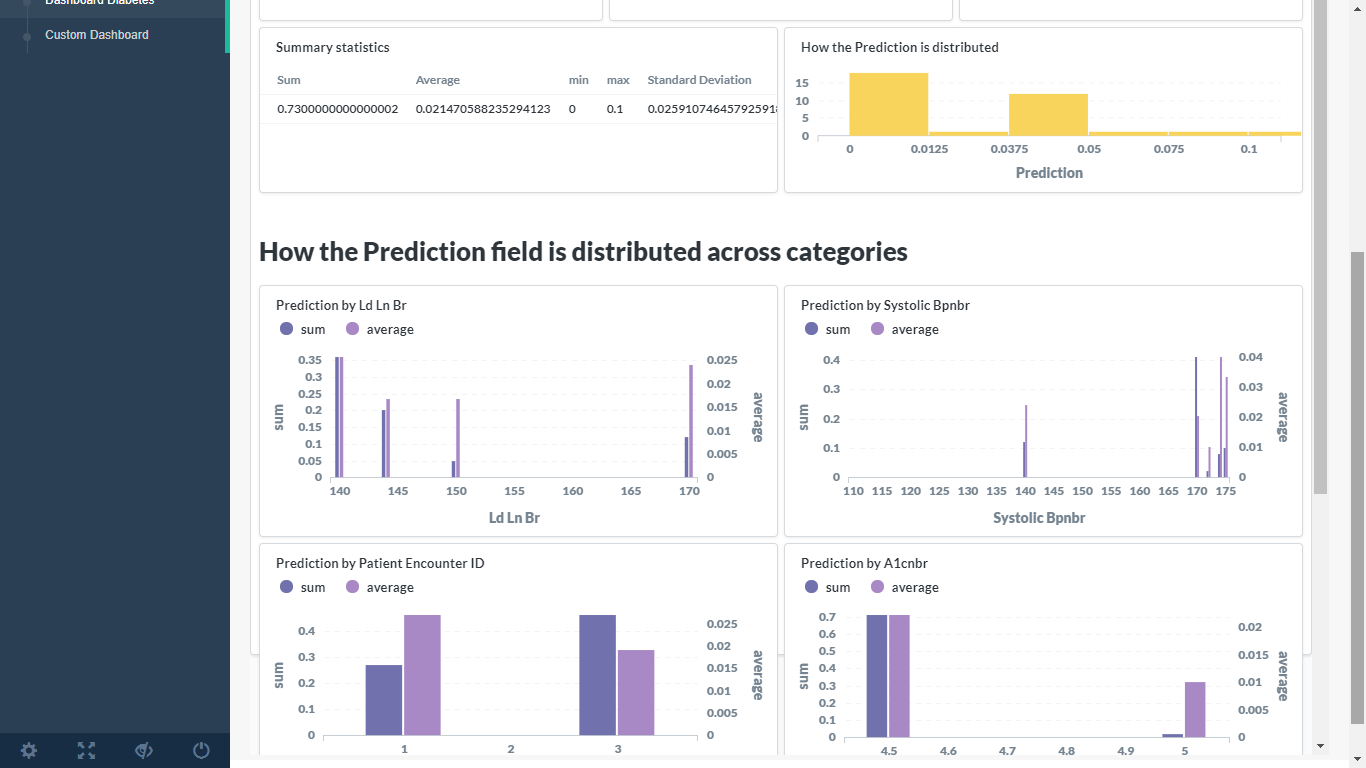 Dashboard Diabetes
Custom Dashboard
Summary statistics
Sum Average min max Standard Deviation
0.7300000000000002 0.021470588235294123 0 0.1 0.0259107464579259
How the Prediction is distributed
15
10
5
0
0 0.0125 0.0375 0.05 0.075 0.1
Prediction
How the Prediction field is distributed across categories
Prediction by Ld Ln Br
sum average
0.35
0.3
0.25
0.2
0.15
0.1
0.05
0
sum
0.025
0.02
0.015
0.01
0.005
0
average
140 145 150 155 160 165 170
Ld Ln Br
Prediction by Systolic Bpnbr
sum average
0.4
0.3
0.2
0.1
0
sum
0.04
0.03
0.02
0.01
0
average
110 115 120 125 130 135 140 145 150 155 160 165 170 175
Systolic Bpnbr
Prediction by Patient Encounter ID
sum average
0.4
0.3
0.2
0.1
0
sum
0.025
0.02
0.015
0.01
0.005
0
average
1 2 3
Prediction by A1cnbr
sum average
0.7
0.6
0.5
0.4
0.3
0.2
0.1
0
sum
0.02
0.015
0.01
0.005
0
average
4.5 4.6 4.7 4.8 4.9 5